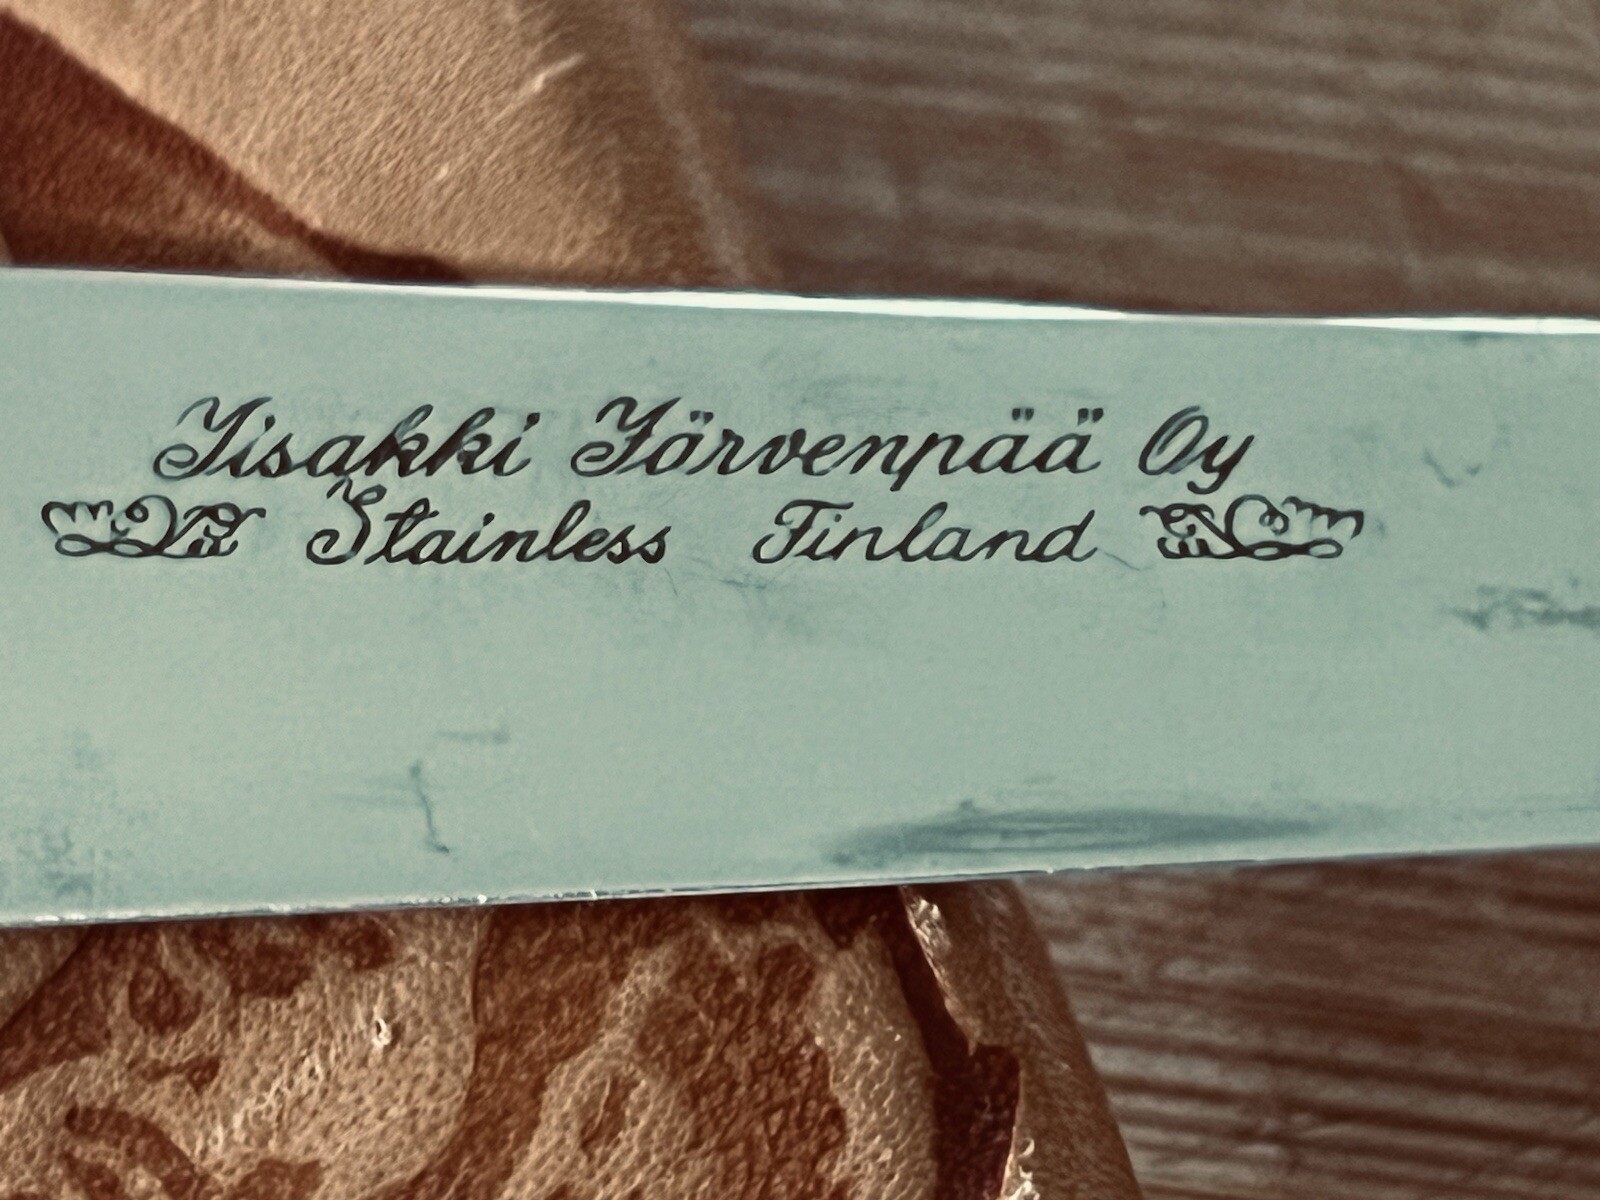 Iisakki Järvenpää Oy
Stainless Finland